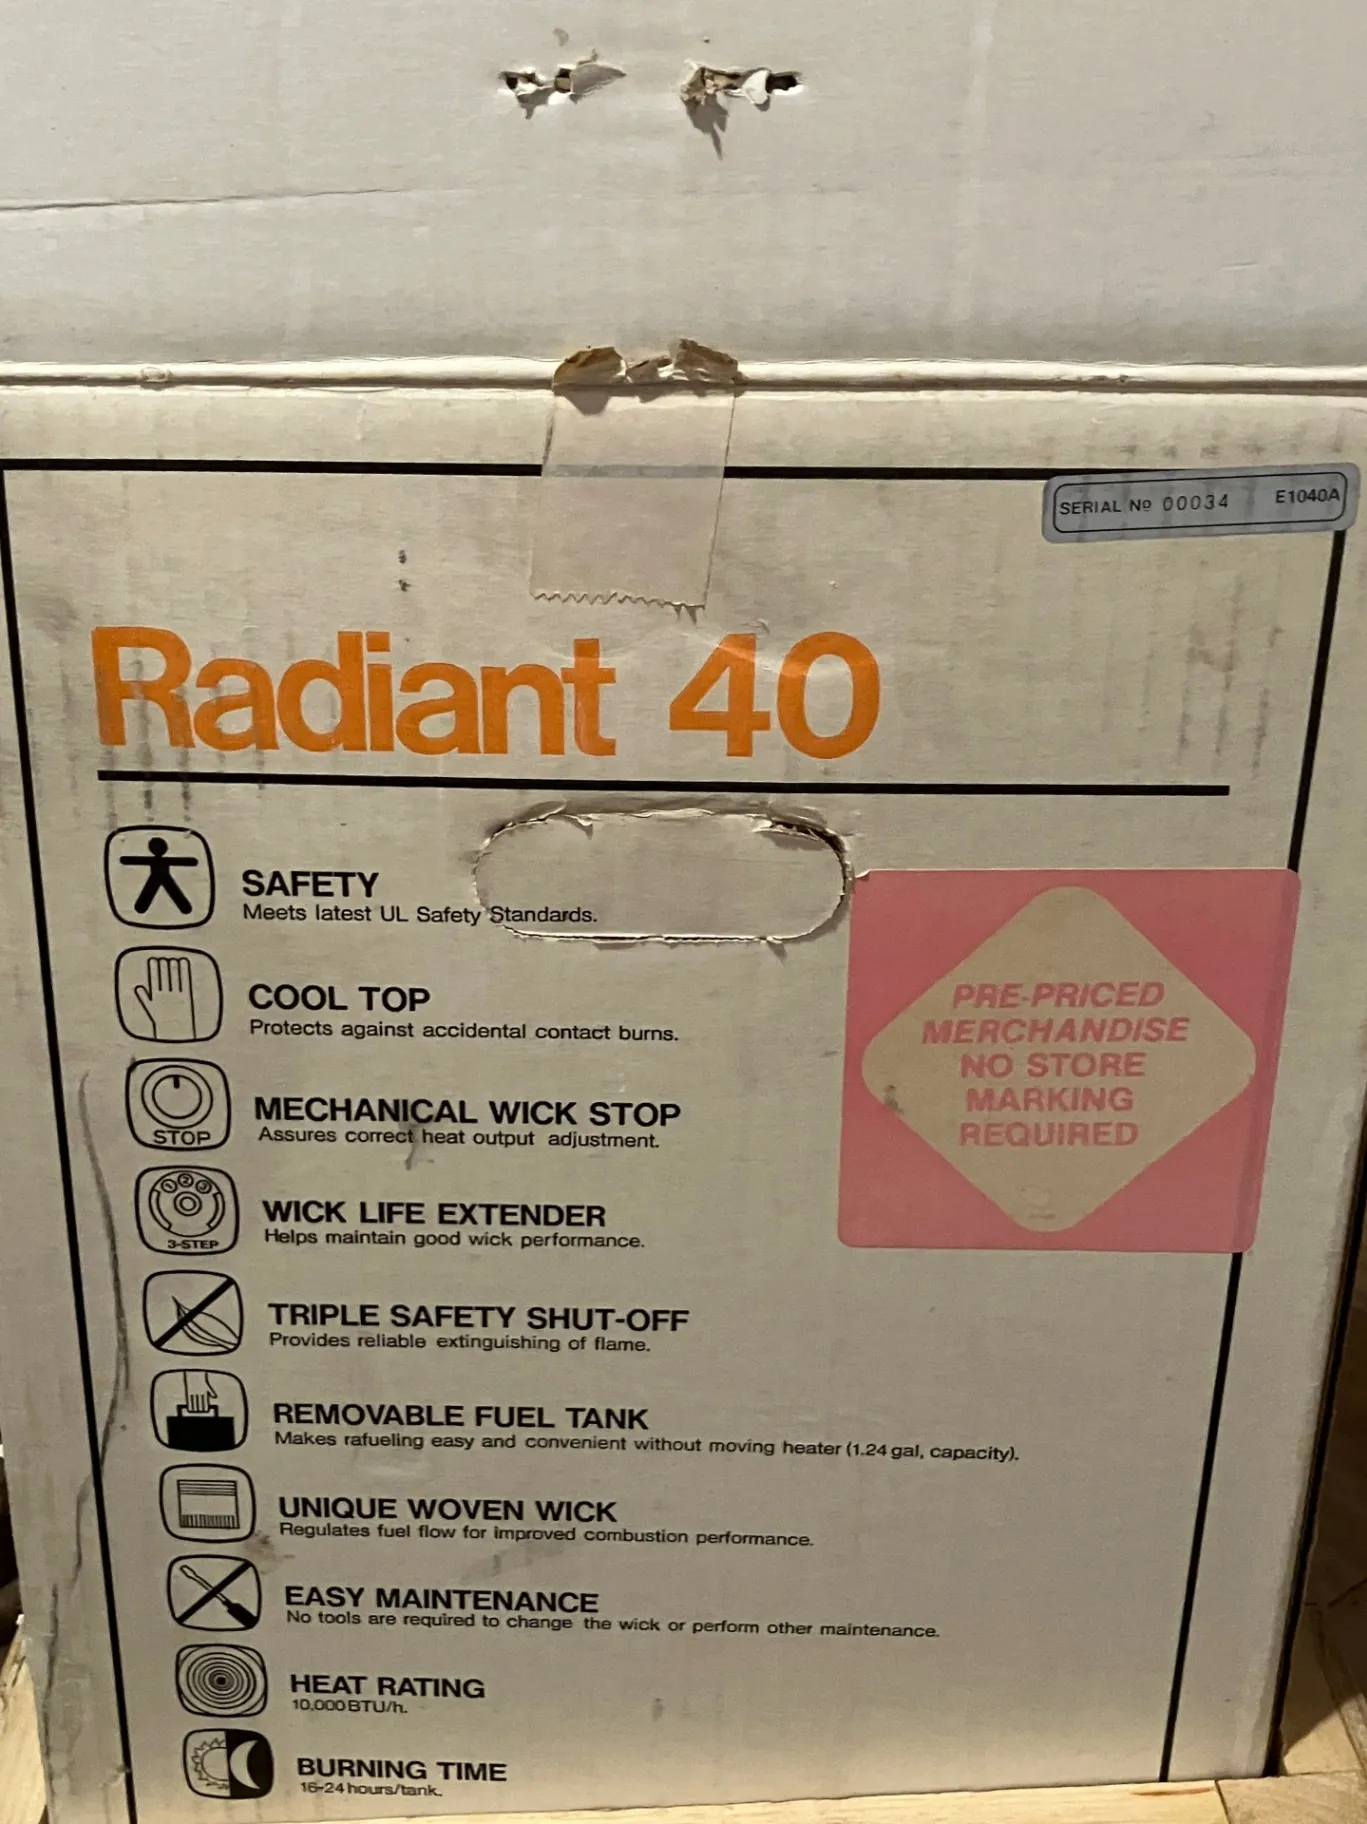 SERIAL Nº 00034 E1040A
Radiant 40
SAFETY
Meets latest UL Safety Standards.
COOL TOP
Protects against accidental contact burns.
STOP
MECHANICAL WICK STOP
Assures correct heat output adjustment.
1 2 3
3-STEP
WICK LIFE EXTENDER
Helps maintain good wick performance.
TRIPLE SAFETY SHUT-OFF
Provides reliable extinguishing of flame.
REMOVABLE FUEL TANK
Makes rafueling easy and convenient without moving heater (1.24 gal, capacity).
UNIQUE WOVEN WICK
Regulates fuel flow for improved combustion performance.
EASY MAINTENANCE
No tools are required to change the wick or perform other maintenance.
HEAT RATING
10,000 BTU/h.
BURNING TIME
16-24 hours/tank.
PRE-PRICED
MERCHANDISE
NO STORE
MARKING
REQUIRED